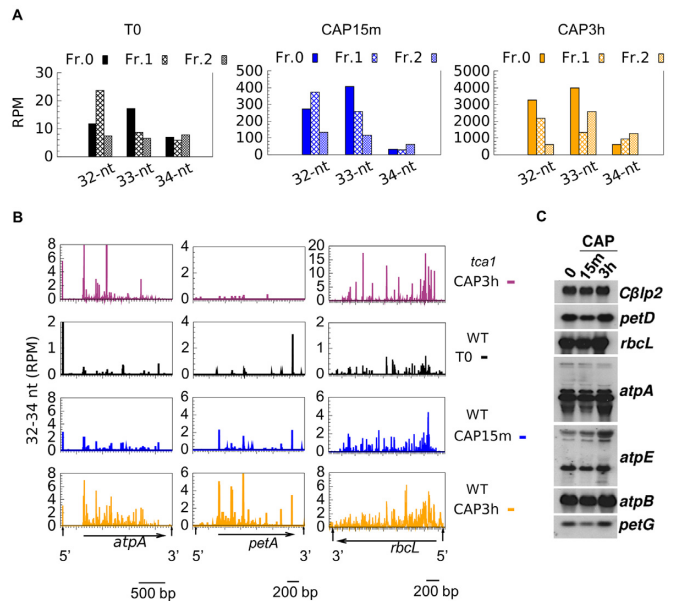 A
T0
CAP15m
CAP3h
Fr.0 Fr.1 Fr.2
Fr.0 Fr.1 Fr.2
Fr.0 Fr.1 Fr.2
RPM
30
20
10
0
32-nt 33-nt 34-nt
500
400
300
200
100
0
32-nt 33-nt 34-nt
6000
5000
4000
3000
2000
1000
0
32-nt 33-nt 34-nt
B
32-34 nt (RPM)
8
6
4
2
0
4
2
0
20
15
10
5
0
tca1
CAP3h
2
1
0
4
2
0
2
1
0
WT
T0
6
4
2
0
6
4
2
0
6
4
2
0
WT
CAP15m
8
6
4
2
0
6
4
2
0
8
6
4
2
0
WT
CAP3h
atpA
petA
rbcL
5' 3'
5' 3'
3' 5'
500 bp
200 bp
200 bp
C
CAP
0 15m 3h
Cβlp2
petD
rbcL
atpA
atpE
atpB
petG